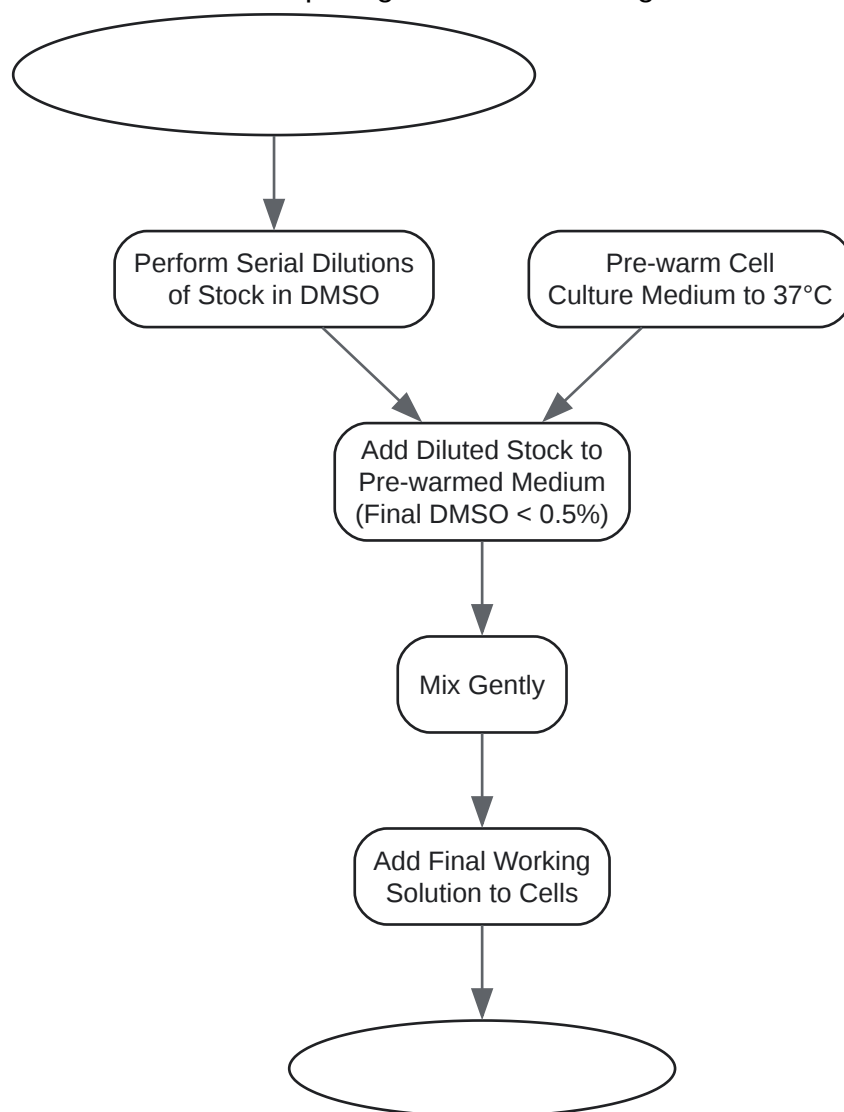 Perform Serial Dilutions
of Stock in DMSO
Pre-warm Cell
Culture Medium to 37°C
Add Diluted Stock to
Pre-warmed Medium
(Final DMSO < 0.5%)
Mix Gently
Add Final Working
Solution to Cells